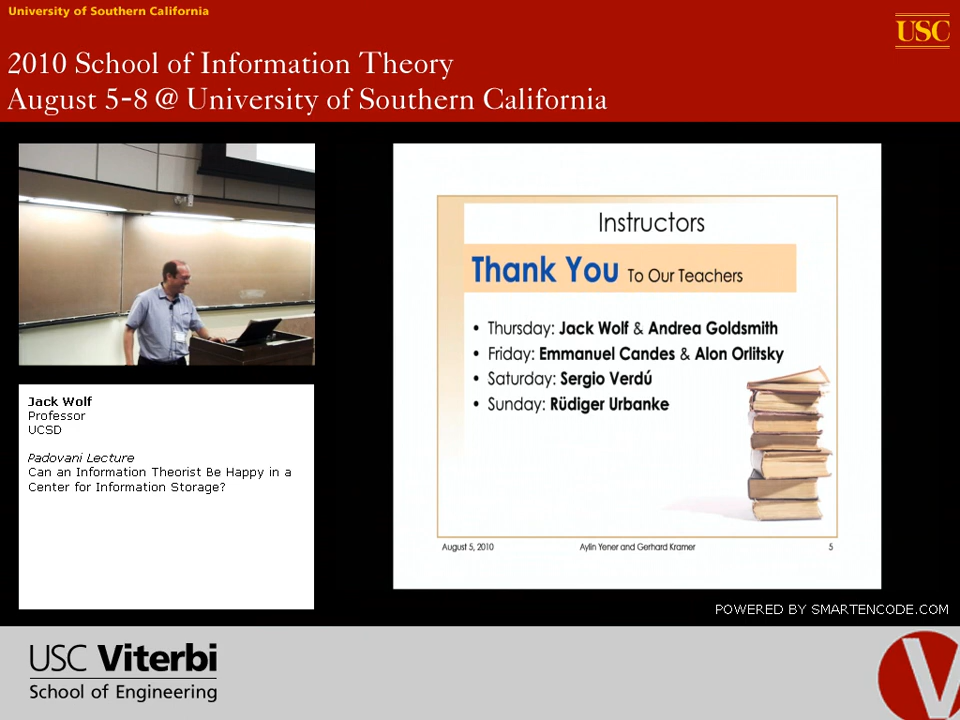 University of Southern California
USC
2010 School of Information Theory
August 5-8 @ University of Southern California
Jack Wolf
Professor
UCSD
Padovani Lecture
Can an Information Theorist Be Happy in a
Center for Information Storage?
Instructors
Thank You To Our Teachers
• Thursday: Jack Wolf & Andrea Goldsmith
• Friday: Emmanuel Candes & Alon Orlitsky
• Saturday: Sergio Verdú
• Sunday: Rüdiger Urbanke
August 5, 2010 Aylin Yener and Gerhard Kramer 5
POWERED BY SMARTENCODE.COM
USC Viterbi
School of Engineering
V